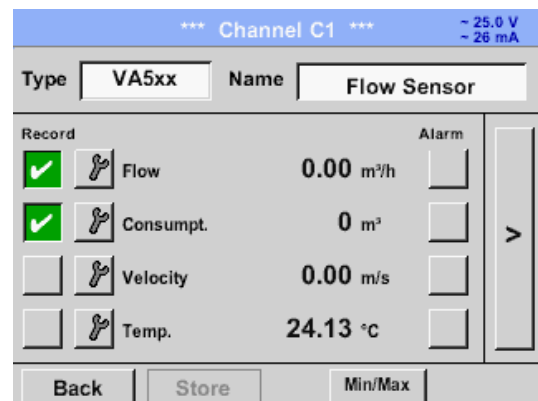 *** Channel C1 *** ~ 25.0 V
~ 26 mA
Type VA5xx Name Flow Sensor
Record Alarm
Flow 0.00 m³/h
Consumpt. 0 m³
Velocity 0.00 m/s
Temp. 24.13 °C
>
Back Store Min/Max